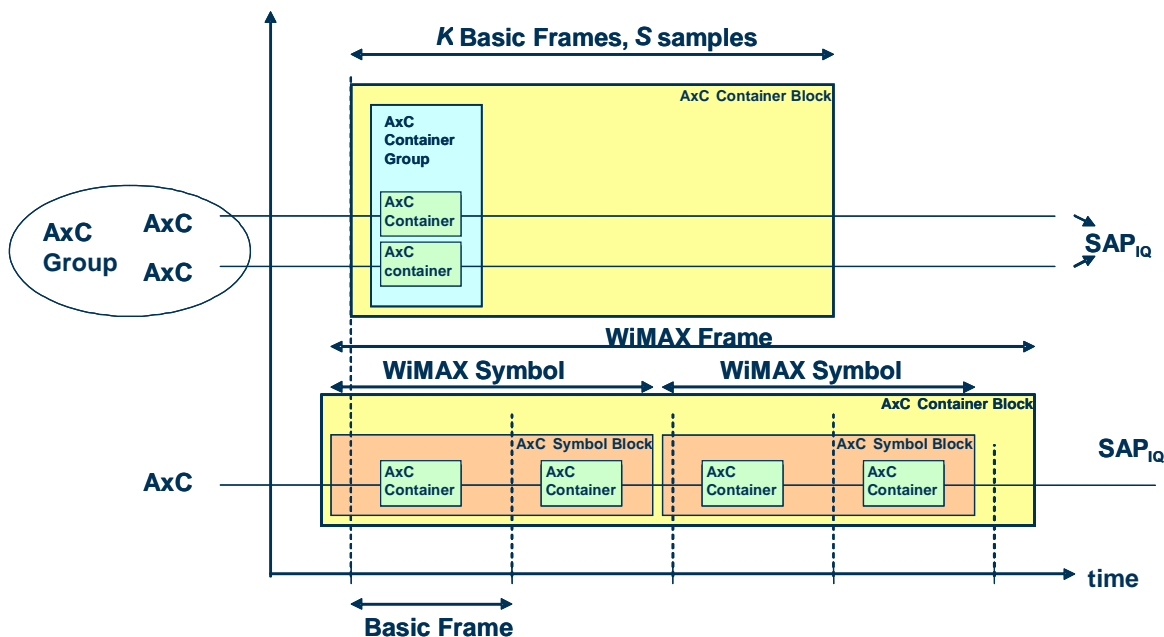 K Basic Frames, S samples
AxC Container Block
AxC
Container
Group
AxC
Container
AxC
container
AxC
Group
AxC
AxC
SAPIQ
WiMAX Frame
WiMAX Symbol
WiMAX Symbol
AxC Container Block
AxC Symbol Block
AxC Symbol Block
AxC
Container
AxC
Container
AxC
Container
AxC
Container
AxC
SAPIQ
time
Basic Frame